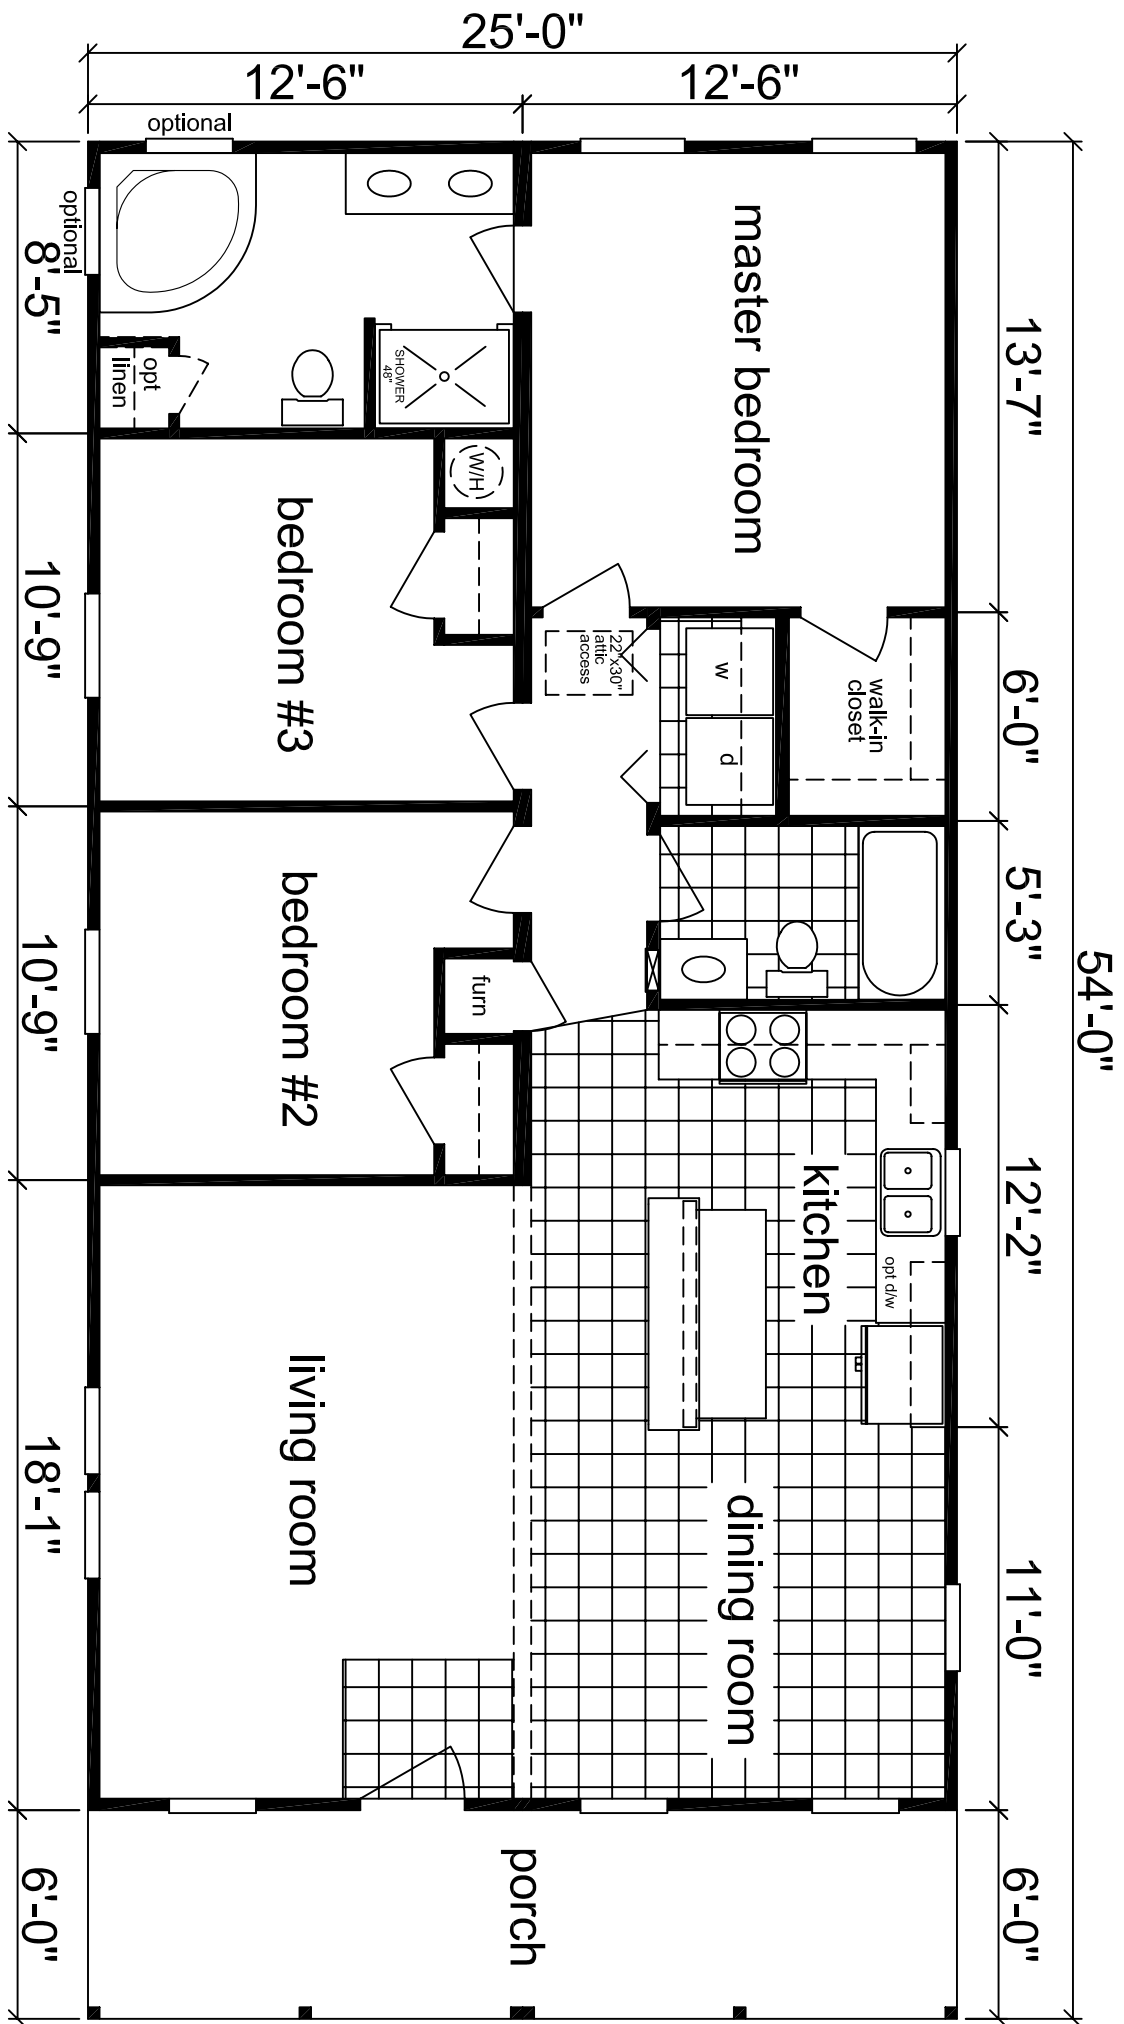 25'-0"
12'-6"
12'-6"
optional
optional
8'-5"
10'-9"
10'-9"
18'-1"
6'-0"
13'-7"
6'-0"
5'-3"
12'-2"
11'-0"
6'-0"
54'-0"
master bedroom
SHOWER
48"
opt
linen
W/H
bedroom #3
22"x30"
attic
access
w
d
walk-in
closet
bedroom #2
furn
kitchen
opt d/w
living room
dining room
porch